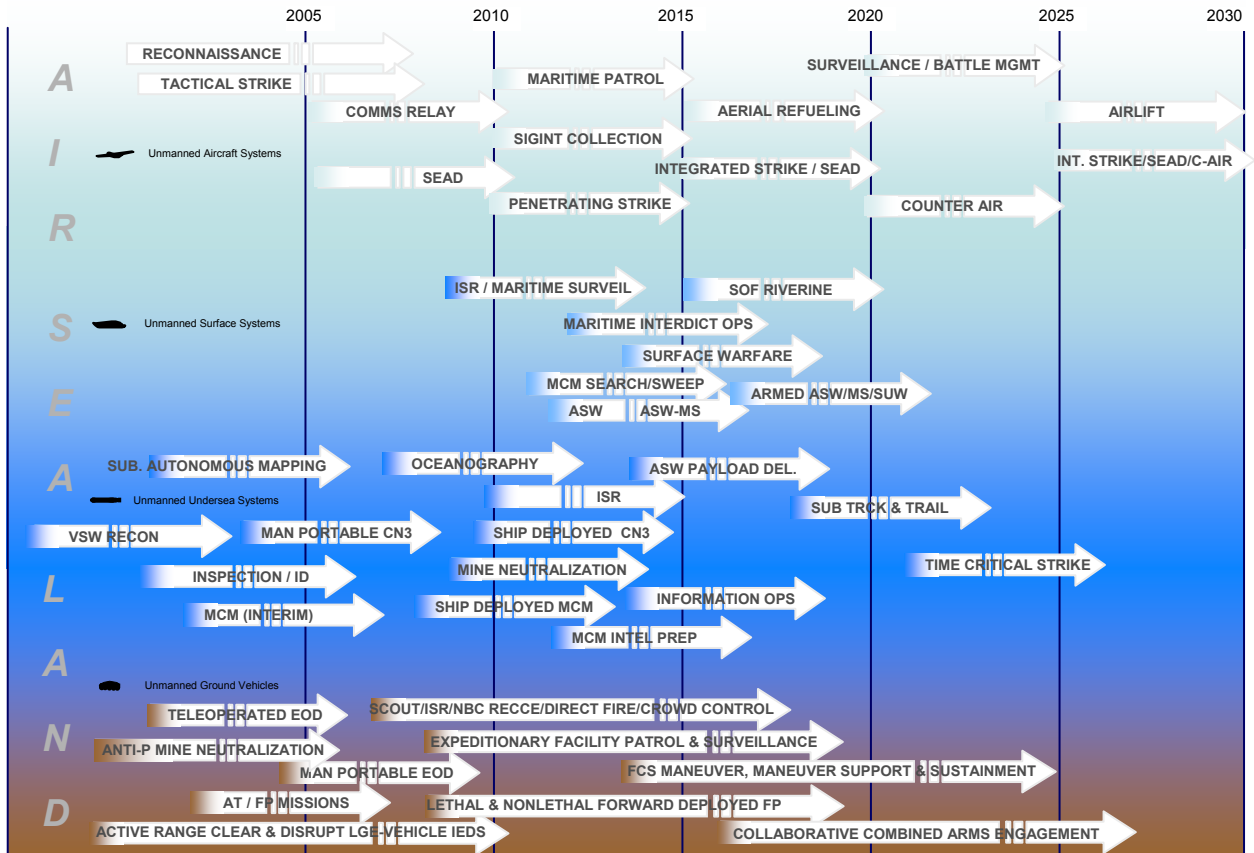 2005 2010 2015 2020 2025 2030
RECONNAISSANCE
SURVEILLANCE / BATTLE MGMT
A
TACTICAL STRIKE
MARITIME PATROL
COMMS RELAY
AERIAL REFUELING
AIRLIFT
SIGINT COLLECTION
I
Unmanned Aircraft Systems
INT. STRIKE/SEAD/C-AIR
SEAD
INTEGRATED STRIKE / SEAD
PENETRATING STRIKE
COUNTER AIR
R
ISR / MARITIME SURVEIL
SOF RIVERINE
S
Unmanned Surface Systems
MARITIME INTERDICT OPS
SURFACE WARFARE
MCM SEARCH/SWEEP
ARMED ASW/MS/SUW
E
ASW ASW-MS
SUB. AUTONOMOUS MAPPING
OCEANOGRAPHY
ASW PAYLOAD DEL.
A
Unmanned Undersea Systems
ISR
SUB TRCK & TRAIL
VSW RECON
MAN PORTABLE CN3
SHIP DEPLOYED CN3
TIME CRITICAL STRIKE
INSPECTION / ID
MINE NEUTRALIZATION
L
MCM (INTERIM)
SHIP DEPLOYED MCM
INFORMATION OPS
MCM INTEL PREP
A
Unmanned Ground Vehicles
TELEOPERATED EOD
SCOUT/ISR/NBC RECCE/DIRECT FIRE/CROWD CONTROL
N
ANTI-P MINE NEUTRALIZATION
EXPEDITIONARY FACILITY PATROL & SURVEILLANCE
MAN PORTABLE EOD
FCS MANEUVER, MANEUVER SUPPORT & SUSTAINMENT
D
AT / FP MISSIONS
LETHAL & NONLETHAL FORWARD DEPLOYED FP
ACTIVE RANGE CLEAR & DISRUPT LGE-VEHICLE IEDS
COLLABORATIVE COMBINED ARMS ENGAGEMENT